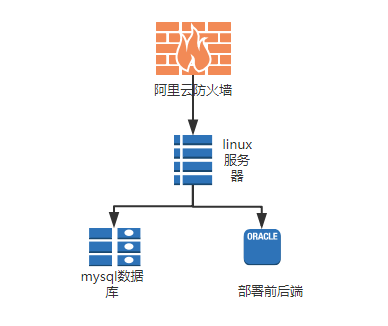 阿里云防火墙
linux
服务
器
ORACLE
mysql数据
库
部署前后端